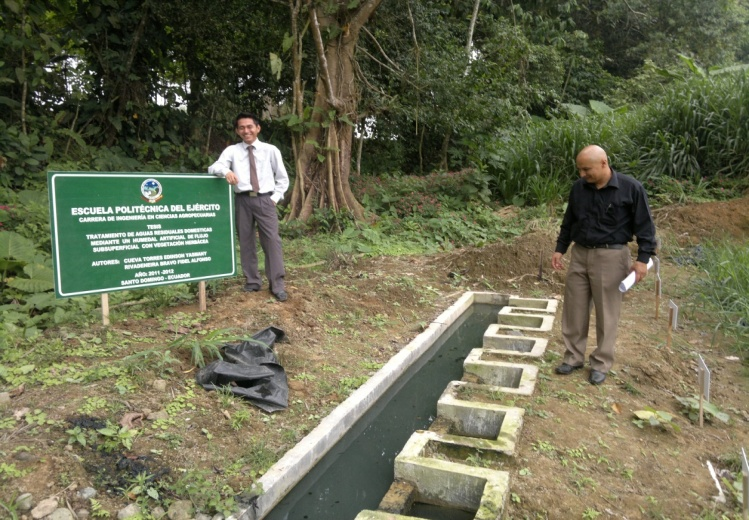 ESCUELA POLITÉCNICA DEL EJÉRCITO
CARRERA DE INGENIERÍA EN CIENCIAS AGROPECUARIAS
TESIS
TRATAMIENTO DE AGUAS RESIDUALES DOMESTICAS
MEDIANTE UN HUMEDAL ARTIFICIAL DE FLUJO
SUBSUPERFICIAL CON VEGETACIÓN HERBÁCEA
AUTORES: CUEVA TORRES EDINSON YASMANY
RIVADENEIRA BRAVO FIDEL ALFONSO
AÑO: 2011 -2012
SANTO DOMINGO - ECUADOR